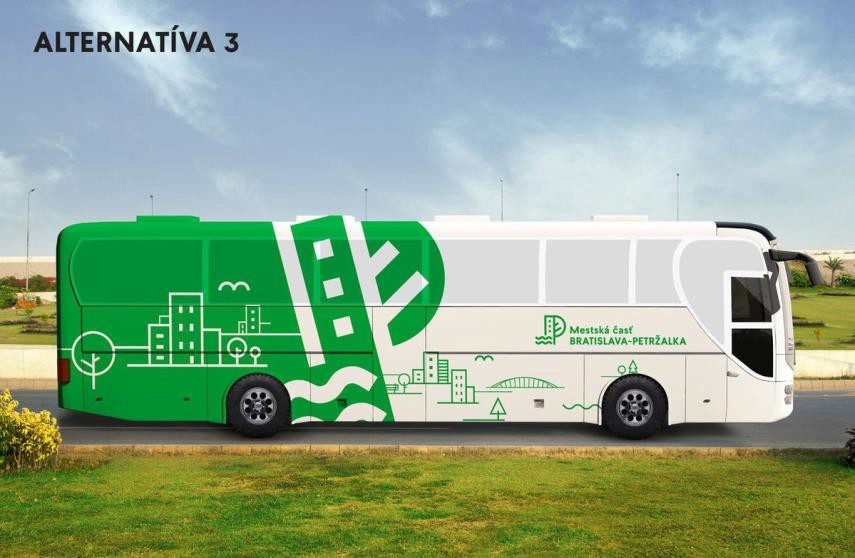 ALTERNATÍVA 3
Mestská časť
BRATISLAVA-PETRŽALKA